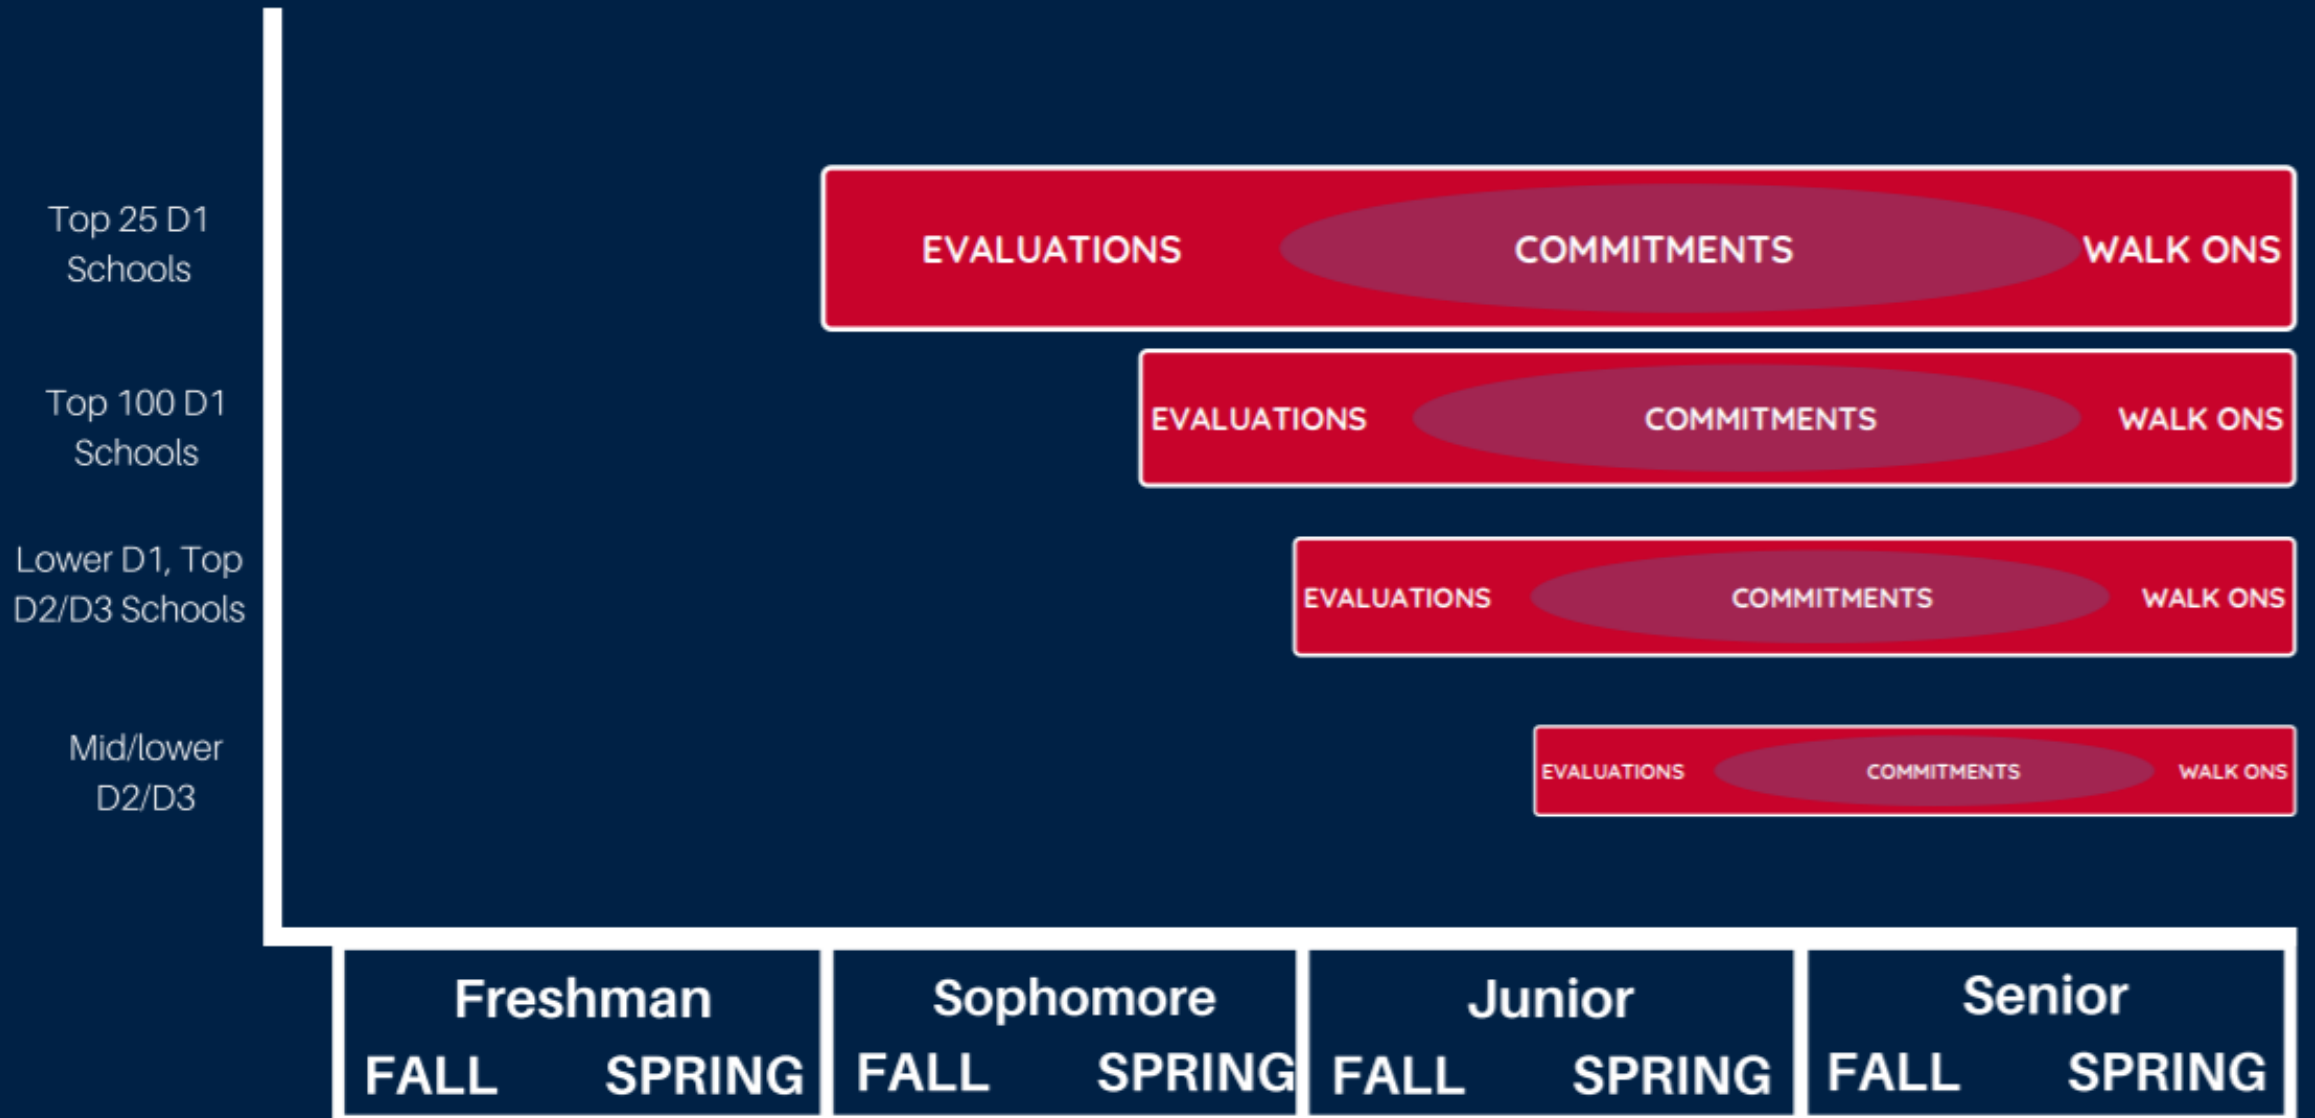 Top 25 D1
Schools
EVALUATIONS COMMITMENTS WALK ONS
Top 100 D1
Schools
EVALUATIONS COMMITMENTS WALK ONS
Lower D1, Top
D2/D3 Schools
EVALUATIONS COMMITMENTS WALK ONS
Mid/lower
D2/D3
EVALUATIONS COMMITMENTS WALK ONS
Freshman Sophomore Junior Senior
FALL SPRING FALL SPRING FALL SPRING FALL SPRING